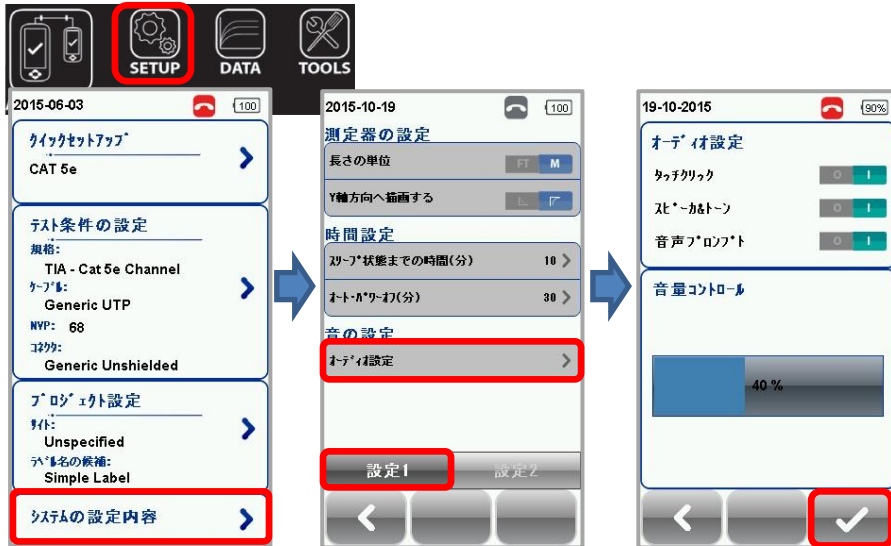 SETUP
DATA
TOOLS
2015-06-03
100
ｸｲｯｸｾｯﾄｱｯﾌﾟ
CAT 5e
ﾃｽﾄ条件の設定
規格:
TIA - Cat 5e Channel
ｹｰﾌﾞﾙ:
Generic UTP
NVP: 68
ｺﾈｸﾀ:
Generic Unshielded
ﾌﾟﾛｼﾞｪｸﾄ設定
ｻｲﾄ:
Unspecified
ﾗﾍﾞﾙ名の候補:
Simple Label
ｼｽﾃﾑの設定内容
2015-10-19
100
測定器の設定
長さの単位
FT M
Y軸方向へ描画する
時間設定
ｽﾘｰﾌﾟ状態までの時間(分) 10
ｵｰﾄ･ﾊﾟﾜｰｵﾌ(分) 30
音の設定
ｵｰﾃﾞｨｵ設定
設定1 設定2
19-10-2015
90%
ｵｰﾃﾞｨｵ設定
ﾀｯﾁｸﾘｯｸ O I
ｽﾋﾟｰｶ&ﾄｰﾝ O I
音声ﾌﾟﾛﾝﾌﾟﾄ O I
音量ｺﾝﾄﾛｰﾙ
40 %